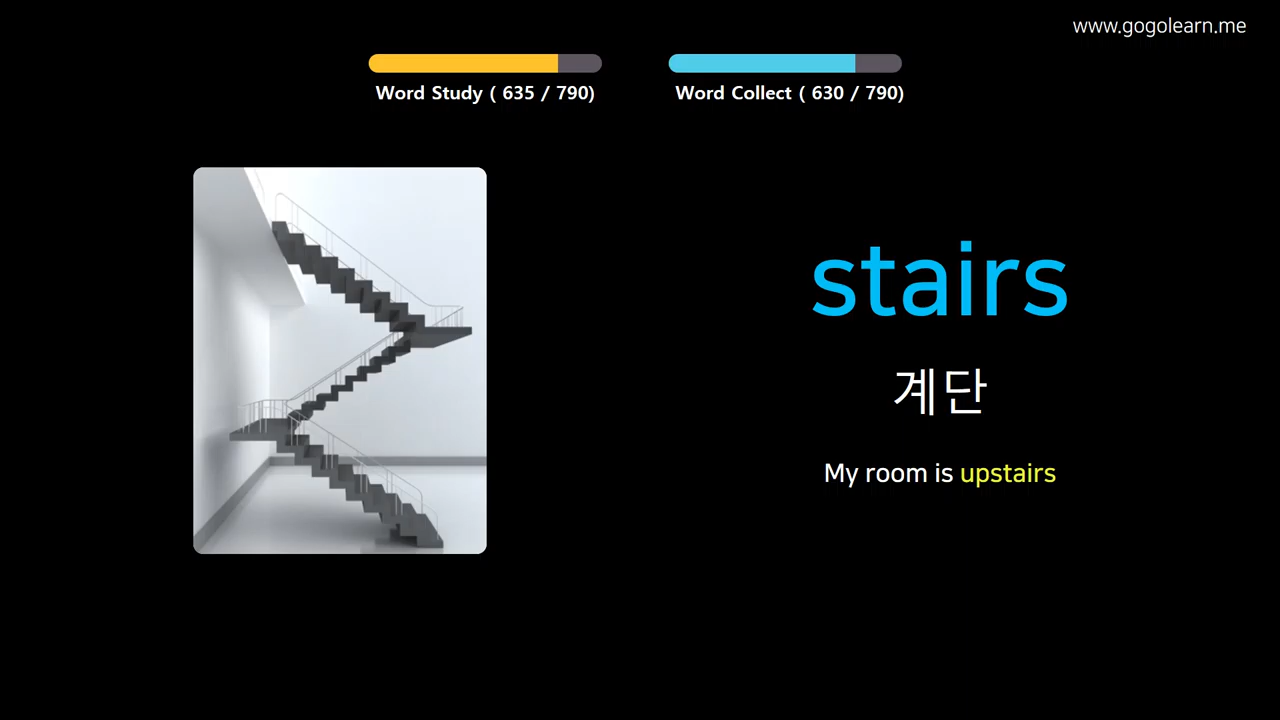 www.gogolearn.me
Word Study ( 635 / 790)
Word Collect ( 630 / 790)
stairs
계단
My room is upstairs